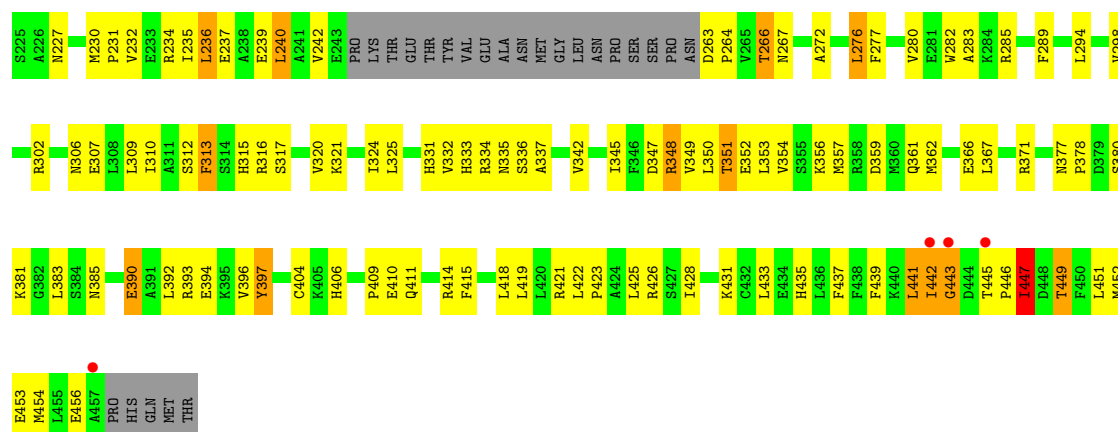 S225 A226 N227 M230 P231 V232 E233 R234 I235 L236 E237 A238 E239 L240 A241 V242 E243 PRO LYS THR GLU THR TYR VAL GLU ALA ASN MET GLY LEU ASN PRO SER SER PRO ASN D263 P264 V265 T266 N267 A272 L276 F277 V280 E281 W282 A283 K284 R285 F289 L294 V298
R302 N306 E307 L308 L309 I310 A311 S312 F313 S314 H315 R316 S317 V320 K321 I324 L325 H331 V332 H333 R334 N335 S336 A337 V342 I345 F346 D347 R348 V349 L350 T351 E352 L353 V354 S355 K356 M357 R358 D359 M360 Q361 M362 E366 L367 R371 N377 P378 D379 S380
K381 G382 L383 S384 N385 E390 A391 L392 R393 E394 K395 V396 Y397 C404 K405 H406 P409 E410 Q411 R414 F415 L418 L419 L420 R421 L422 P423 A424 L425 R426 S427 I428 K431 C432 L433 E434 H435 L436 F437 F438 F439 K440 L441 I442 G443 D444 T445 P446 I447 D448 T449 F450 L451 M452
E453 M454 L455 E456 A457 PRO HIS GLN MET THR